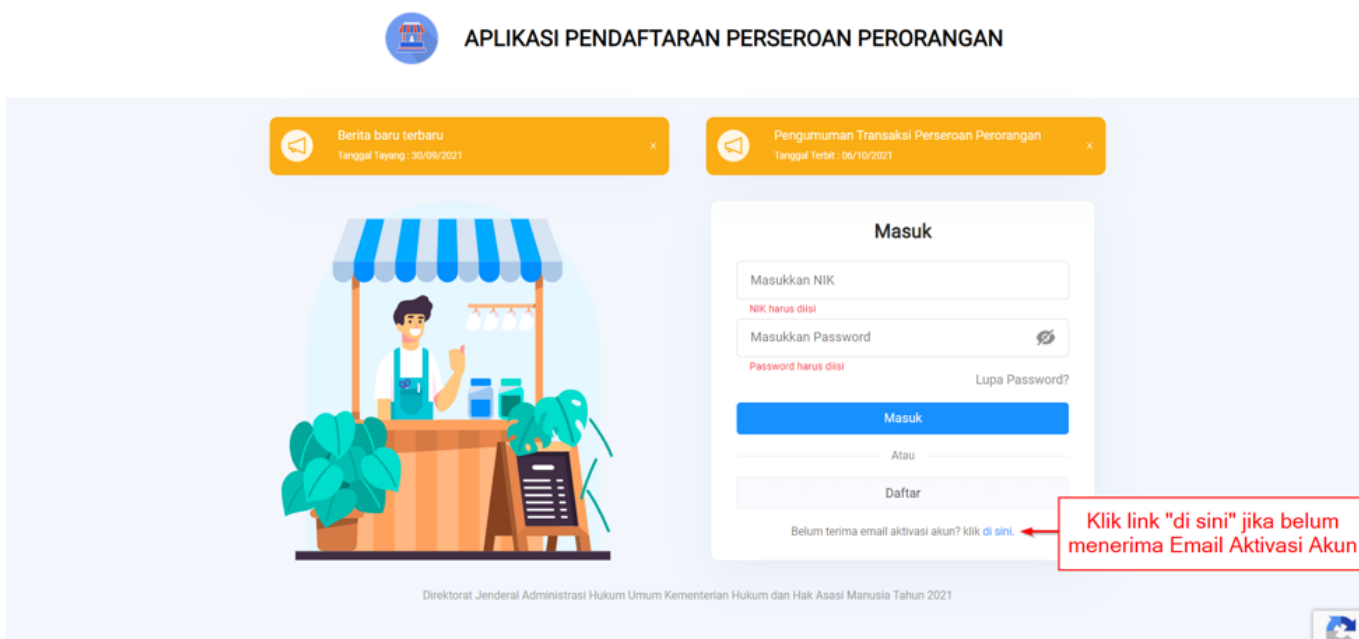 APLIKASI PENDAFTARAN PERSEROAN PERORANGAN
Berita baru terbaru
Tanggal Tayang : 30/09/2021
x
Pengumuman Transaksi Perseroan Perorangan
Tanggal Terbit : 06/10/2021
x
Masuk
Masukkan NIK
NIK harus diisi
Masukkan Password
Password harus diisi
Lupa Password?
Masuk
Atau
Daftar
Belum terima email aktivasi akun? klik di sini.
Klik link "di sini" jika belum
menerima Email Aktivasi Akun
Direktorat Jenderal Administrasi Hukum Umum Kementerian Hukum dan Hak Asasi Manusia Tahun 2021